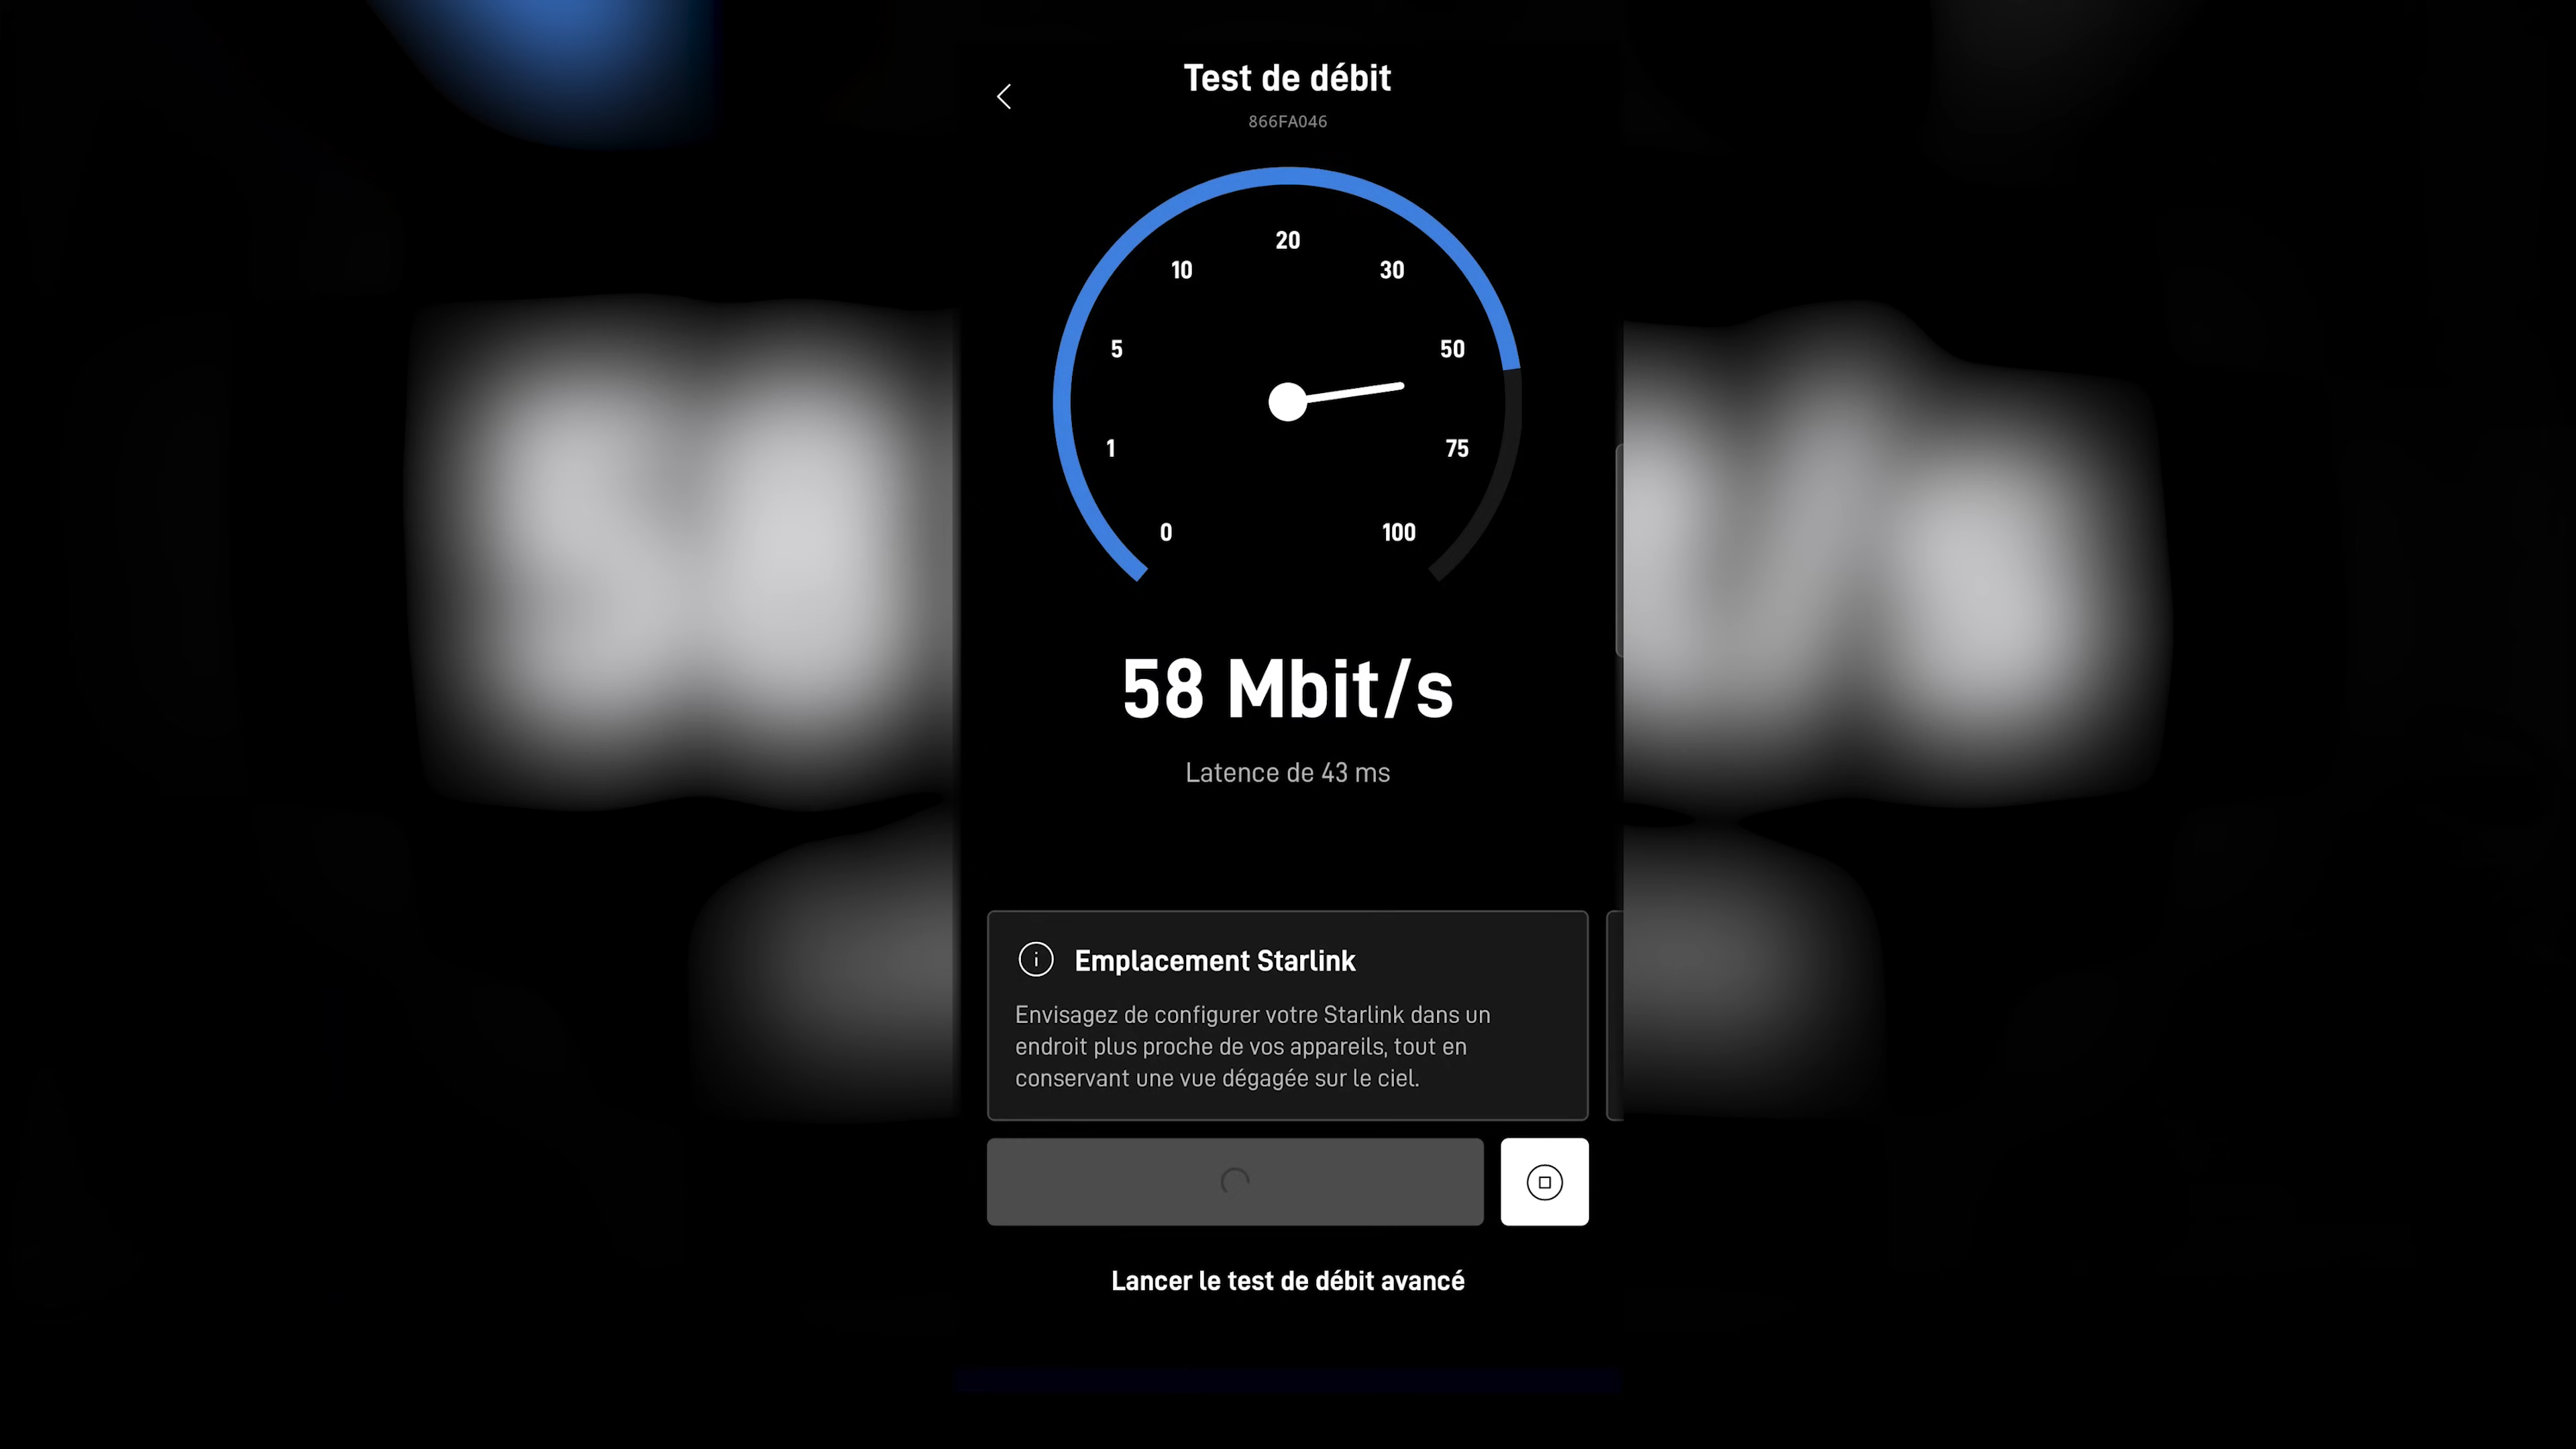 Test de débit
866FA046
20
10
30
5
50
1
75
0
100
58 Mbit/s
Latence de 43 ms
Emplacement Starlink
Envisagez de configurer votre Starlink dans un
endroit plus proche de vos appareils, tout en
conservant une vue dégagée sur le ciel.
Lancer le test de débit avancé